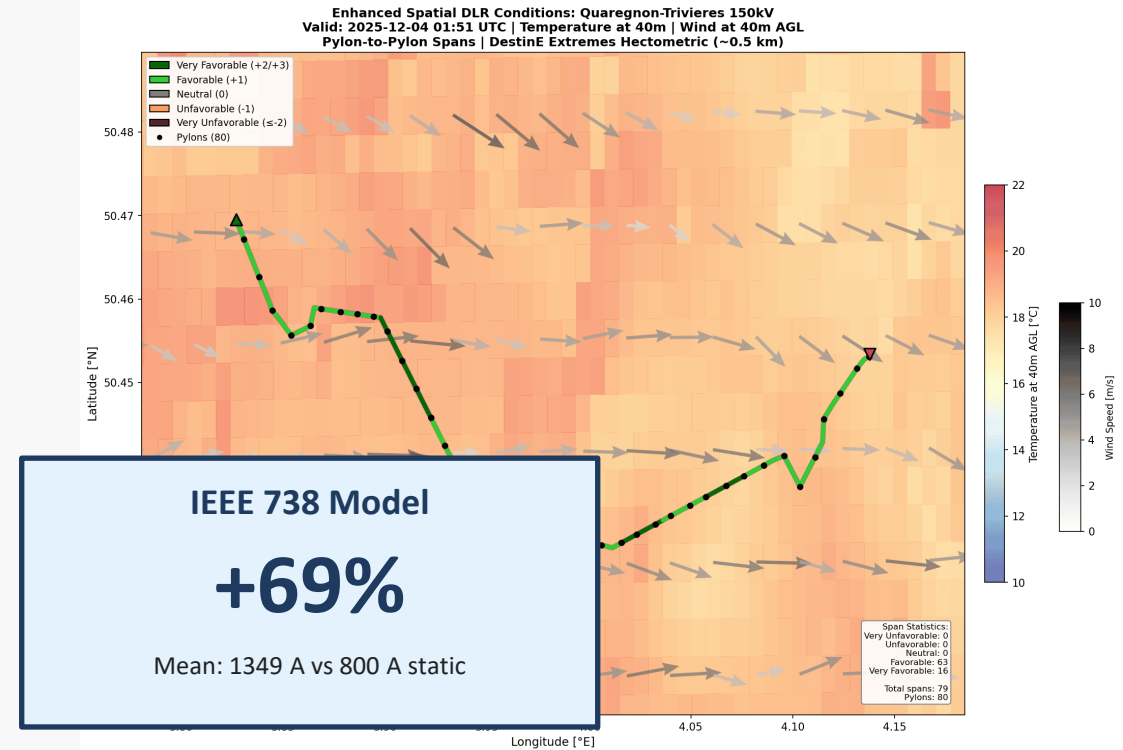 Enhanced Spatial DLR Conditions: Quaregnon-Trivieres 150kV
Valid: 2025-12-04 01:51 UTC | Temperature at 40m | Wind at 40m AGL
Pylon-to-Pylon Spans | DestinE Extremes Hectometric (~0.5 km)
Very Favorable (+2/+3)
Favorable (+1)
Neutral (0)
Unfavorable (-1)
Very Unfavorable (≤-2)
Pylons (80)
50.48
50.47
50.46
50.45
Latitude [°N]
IEEE 738 Model
+69%
Mean: 1349 A vs 800 A static
4.05
4.10
4.15
Longitude [°E]
Span Statistics:
Very Unfavorable: 0
Unfavorable: 0
Neutral: 0
Favorable: 63
Very Favorable: 16
Total spans: 79
Pylons: 80
22
20
18
16
14
12
10
Temperature at 40m AGL [°C]
10
8
6
4
2
0
Wind Speed [m/s]